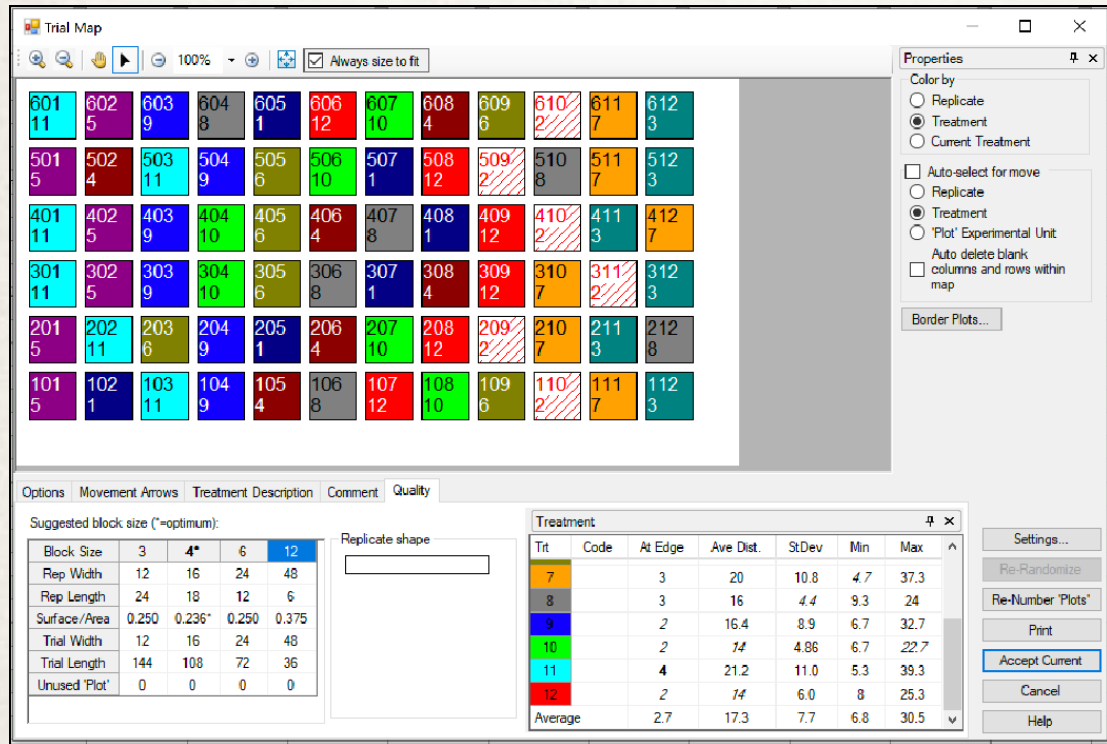 Trial Map
100% Always size to fit
601 602 603 604 605 606 607 608 609 610 611 612
11 5 9 8 1 12 10 4 6 2 7 3
501 502 503 504 505 506 507 508 509 510 511 512
5 4 11 9 6 10 1 12 2 8 7 3
401 402 403 404 405 406 407 408 409 410 411 412
11 5 9 10 6 4 8 1 12 2 3 7
301 302 303 304 305 306 307 308 309 310 311 312
11 5 9 10 6 8 1 4 12 7 2 3
201 202 203 204 205 206 207 208 209 210 211 212
5 11 6 9 1 4 10 12 2 7 3 8
101 102 103 104 105 106 107 108 109 110 111 112
5 1 11 9 4 8 12 10 6 2 7 3
Properties
Color by
Replicate
Treatment
Current Treatment
Auto-select for move
Replicate
Treatment
'Plot' Experimental Unit
Auto delete blank
columns and rows within
map
Border Plots...
Options Movement Arrows Treatment Description Comment Quality
Suggested block size (*=optimum):
Block Size 3 4* 6 12
Rep Width 12 16 24 48
Rep Length 24 18 12 6
Surface/Area 0.250 0.236* 0.250 0.375
Trial Width 12 16 24 48
Trial Length 144 108 72 36
Unused 'Plot' 0 0 0 0
Replicate shape
Treatment
Trt Code At Edge Ave Dist. StDev Min Max
7 3 20 10.8 4.7 37.3
8 3 16 4.4 9.3 24
9 2 16.4 8.9 6.7 32.7
10 2 14 4.86 6.7 22.7
11 4 21.2 11.0 5.3 39.3
12 2 14 6.0 8 25.3
Average 2.7 17.3 7.7 6.8 30.5
Settings...
Re-Randomize
Re-Number 'Plots'
Print
Accept Current
Cancel
Help